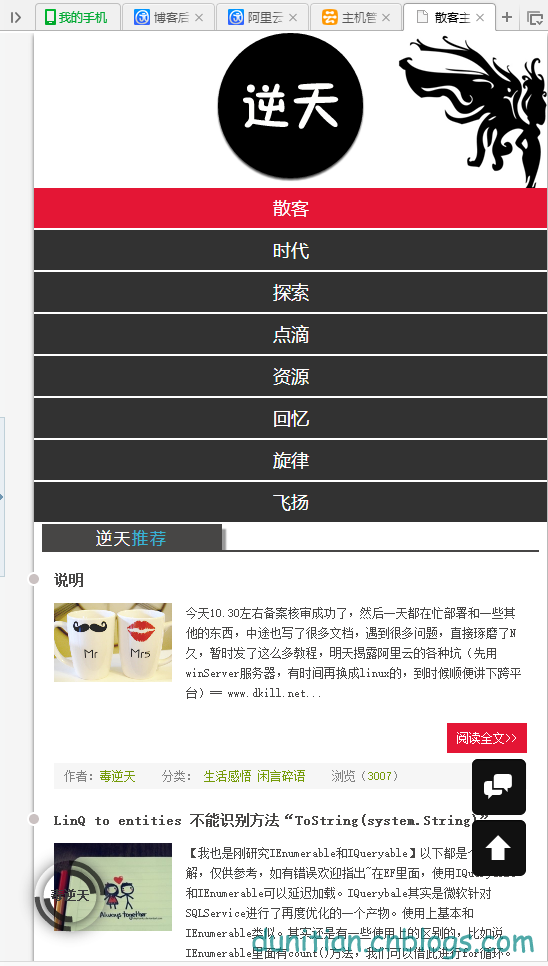 我的手机 博客后 阿里云 主机管 散客主
逆天
散客
时代
探索
点滴
资源
回忆
旋律
飞扬
逆天推荐
说明
今天10.30左右备案核审成功了，然后一天都在忙部署和一些其
他的东西，中途也写了很多文档，遇到很多问题，直接琢磨了N
久，暂时发了这么多教程，明天揭露阿里云的各种坑（先用
winServer服务器，有时间再换成linux的，到时候顺便讲下跨平
台）== www.dkill.net...
Mr Mrs
阅读全文>>
作者：毒逆天 分类： 生活感悟 闲言碎语 浏览（3007）
LinQ to entities 不能识别方法“ToString(system.String)”
【我也是刚研究IEnumerable和IQueryable】以下都是个
解，仅供参考，如有错误欢迎指出~在EF里面，使用IQueryable
和IEnumerable可以延迟加载。IQuerybale其实是微软针对
SQLService进行了再度优化的一个产物。使用上基本和
IEnumerable类似。其实还是有一些使用上的区别的，比如说
IEnumerable里面有count()方法，我们可以借此进行for循环。
毒逆天
Always together
dunitian.cnblogs.com